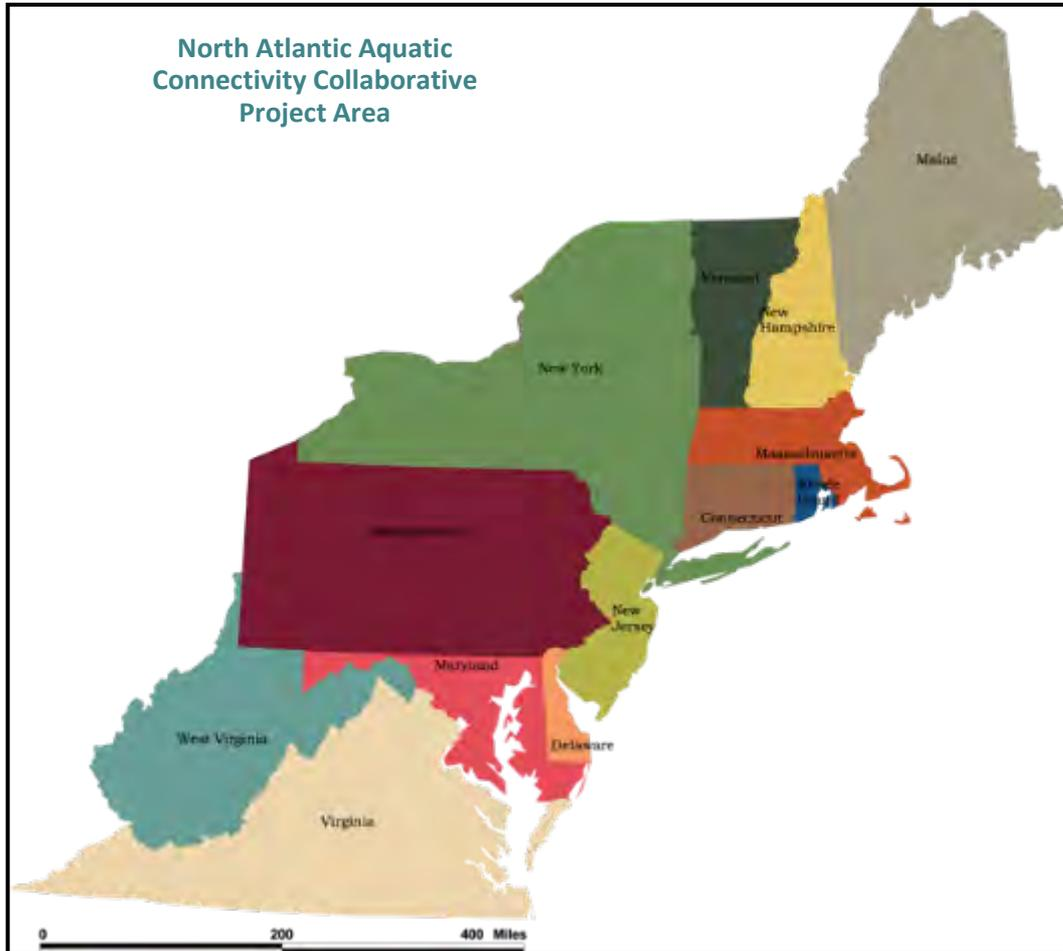 North Atlantic Aquatic
Connectivity Collaborative
Project Area
Maine
Vermont
New
Hampshire
New York
Massachusetts
Rhode
Island
Connecticut
New
Jersey
Maryland
West Virginia
Delaware
Virginia
0 200 400 Miles